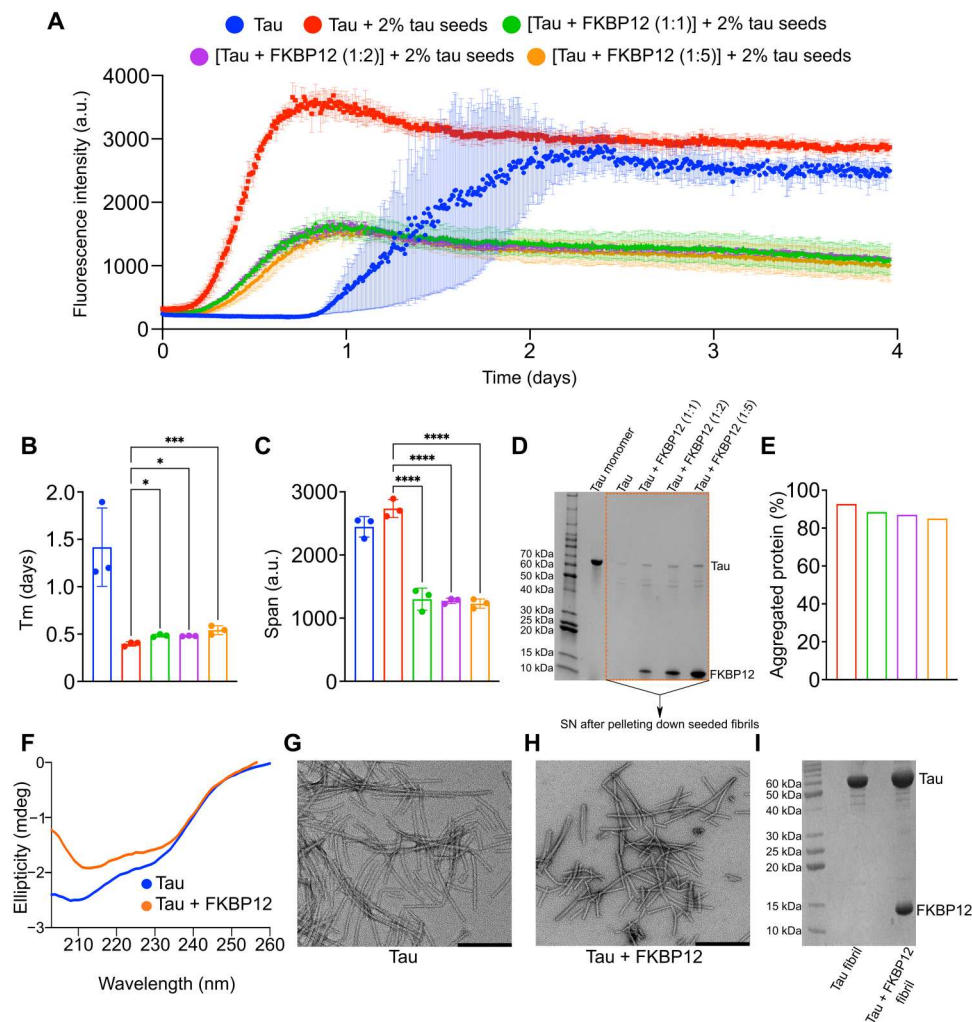 A
Tau
Tau + 2% tau seeds
[Tau + FKBP12 (1:1)] + 2% tau seeds
[Tau + FKBP12 (1:2)] + 2% tau seeds
[Tau + FKBP12 (1:5)] + 2% tau seeds
Fluorescence intensity (a.u.)
4000
3000
2000
1000
0
0
1
2
3
4
Time (days)
B
Tm (days)
2.0
1.5
1.0
0.5
0
***
*
*
C
Span (a.u.)
3000
2000
1000
0
****
****
****
D
Tau monomer
Tau
Tau + FKBP12 (1:1)
Tau + FKBP12 (1:2)
Tau + FKBP12 (1:5)
70 kDa
60 kDa
50 kDa
40 kDa
30 kDa
25 kDa
20 kDa
15 kDa
10 kDa
Tau
FKBP12
SN after pelleting down seeded fibrils
E
Aggregated protein (%)
100
80
60
40
20
0
F
Ellipticity (mdeg)
0
−1
−2
−3
Tau
Tau + FKBP12
210
220
230
240
250
260
Wavelength (nm)
G
Tau
H
Tau + FKBP12
I
60 kDa
50 kDa
40 kDa
30 kDa
25 kDa
20 kDa
15 kDa
10 kDa
Tau
FKBP12
Tau fibril
Tau + FKBP12
fibril